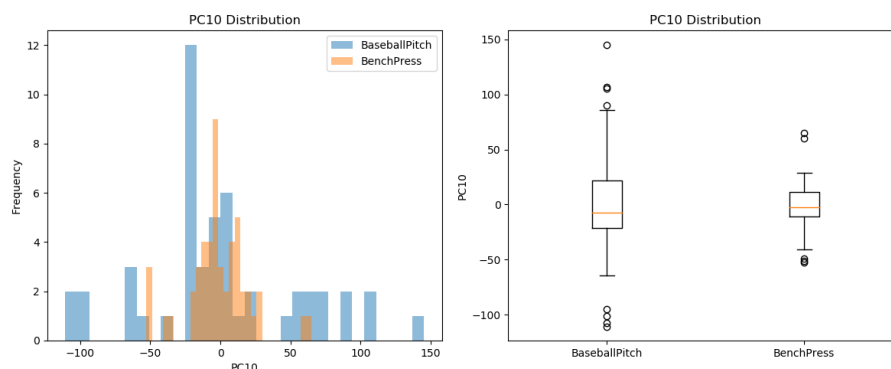 PC10 Distribution
12
10
8
6
4
2
0
Frequency
−100
−50
0
50
100
150
PC10
BaseballPitch
BenchPress
PC10 Distribution
150
100
50
0
−50
−100
PC10
BaseballPitch
BenchPress